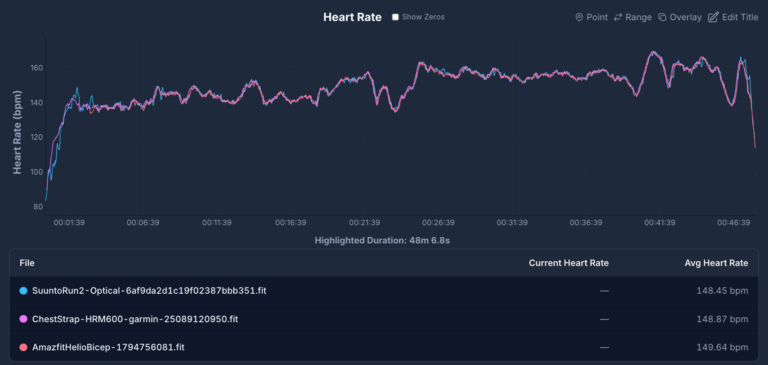 Heart Rate Show Zeros Point Range Overlay Edit Title
Heart Rate (bpm)
160
140
120
100
80
00:01:39 00:06:39 00:11:39 00:16:39 00:21:39 00:26:39 00:31:39 00:36:39 00:41:39 00:46:39
Highlighted Duration: 48m 6.8s
File Current Heart Rate Avg Heart Rate
SuuntoRun2-Optical-6af9da2d1c19f02387bbb351.fit — 148.45 bpm
ChestStrap-HRM600-garmin-25089120950.fit — 148.87 bpm
AmazfitHelioBicep-1794756081.fit — 149.64 bpm